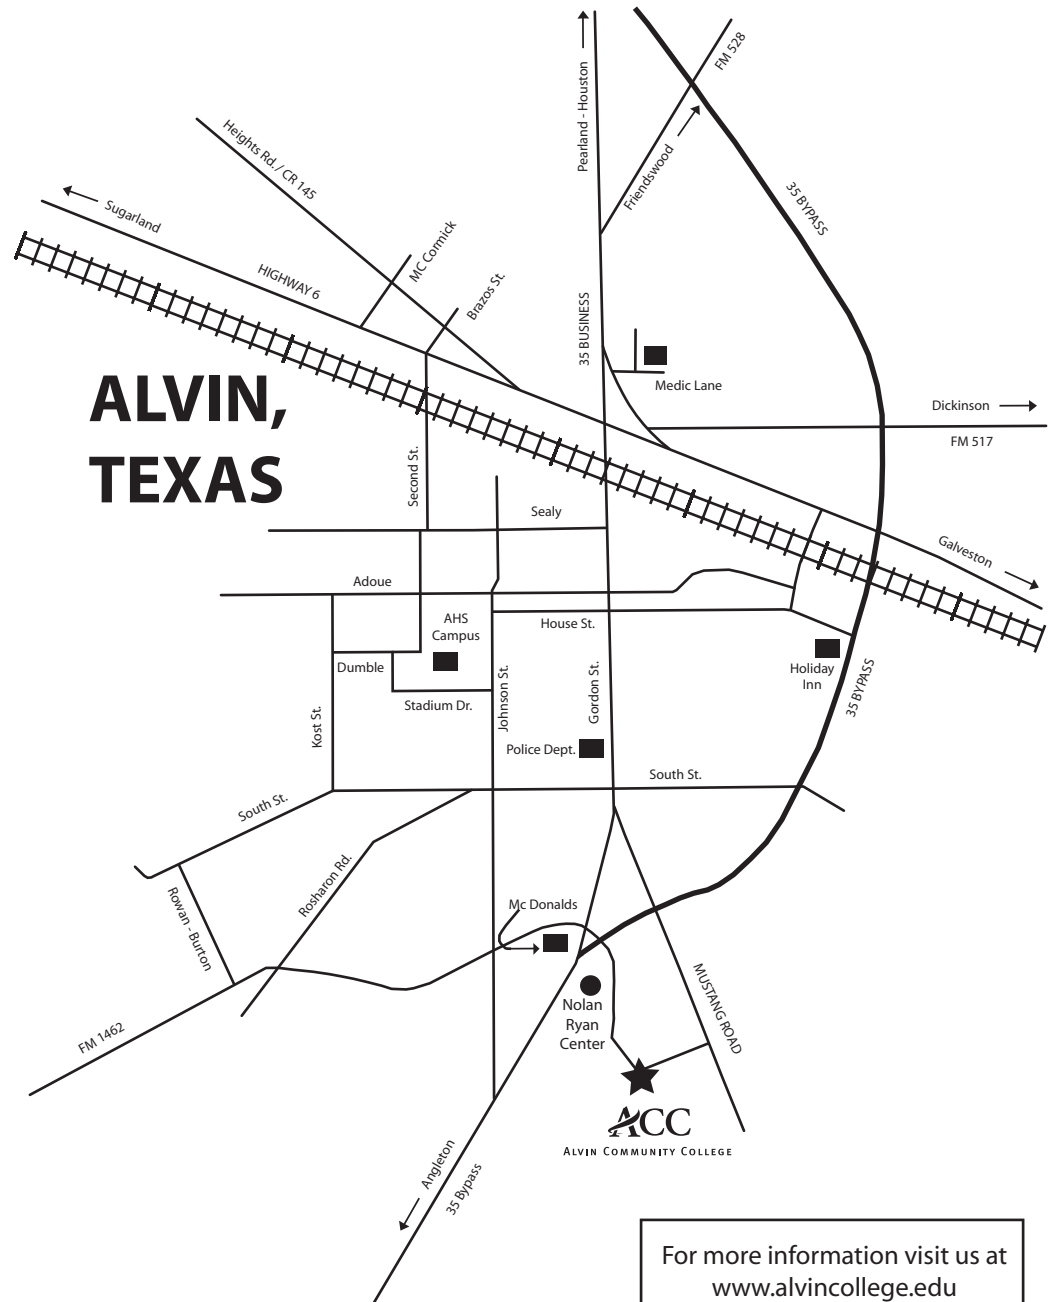 Pearland - Houston
FM 528
Friendswood
35 BYPASS
Heights Rd./ CR 145
Sugarland
HIGHWAY 6
MC Cormick
Brazos St.
35 BUSINESS
Medic Lane
ALVIN,
TEXAS
Dickinson
FM 517
Second St.
Sealy
Galveston
Adoue
AHS
Campus
House St.
Dumble
Stadium Dr.
Johnson St.
Gordon St.
Holiday
Inn
35 BYPASS
Kost St.
Police Dept.
South St.
South St.
Rosharon Rd.
Rowan - Burton
Mc Donalds
MUSTANG ROAD
Nolan
Ryan
Center
FM 1462
ACC
ALVIN COMMUNITY COLLEGE
Angleton
35 Bypass
For more information visit us at
www.alvincollege.edu